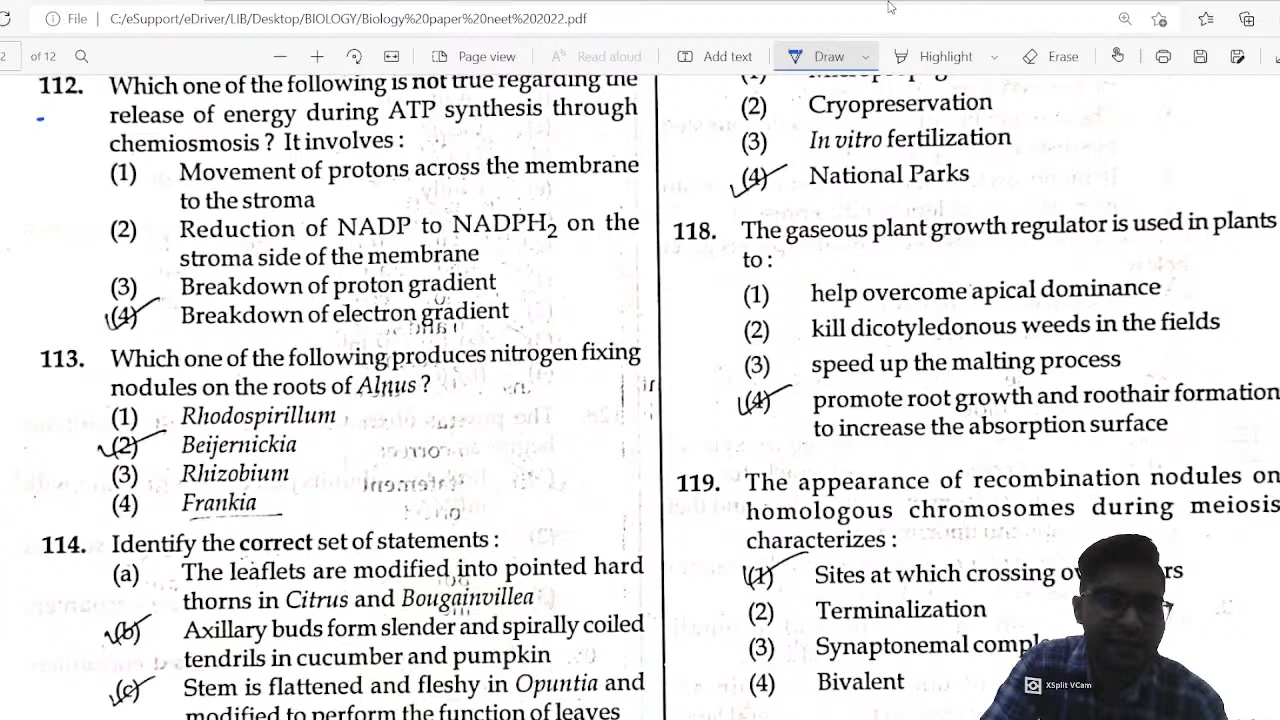 File
C:/eSupport/eDriver/LIB/Desktop/BIOLOGY/Biology%20paper%20neet%202022.pdf
2 of 12
Page view
Read aloud
Add text
Draw
Highlight
Erase
112. Which one of the following is not true regarding the
release of energy during ATP synthesis through
chemiosmosis ? It involves :
(1) Movement of protons across the membrane
to the stroma
(2) Reduction of NADP to NADPH2 on the
stroma side of the membrane
(3) Breakdown of proton gradient
(4) Breakdown of electron gradient
113. Which one of the following produces nitrogen fixing
nodules on the roots of Alnus ?
(1) Rhodospirillum
(2) Beijernickia
(3) Rhizobium
(4) Frankia
114. Identify the correct set of statements :
(a) The leaflets are modified into pointed hard
thorns in Citrus and Bougainvillea
(b) Axillary buds form slender and spirally coiled
tendrils in cucumber and pumpkin
(c) Stem is flattened and fleshy in Opuntia and
modified to perform the function of leaves
(2) Cryopreservation
(3) In vitro fertilization
(4) National Parks
118. The gaseous plant growth regulator is used in plants
to :
(1) help overcome apical dominance
(2) kill dicotyledonous weeds in the fields
(3) speed up the malting process
(4) promote root growth and roothair formation
to increase the absorption surface
119. The appearance of recombination nodules on
homologous chromosomes during meiosis
characterizes :
(1) Sites at which crossing
(2) Terminalization
(3) Synaptonemal
(4) Bivalent
XSplit VCam